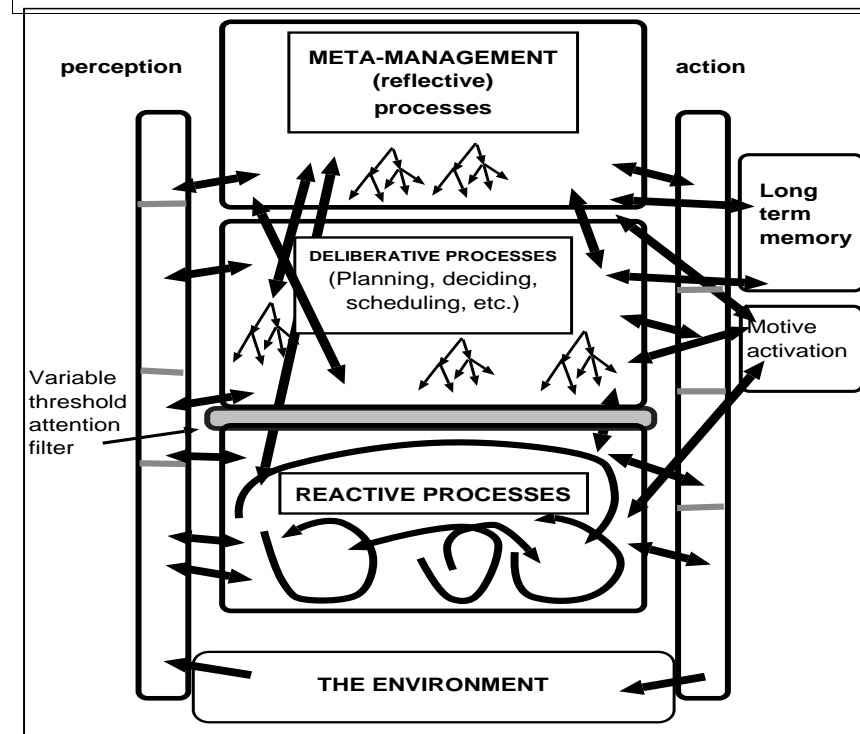 META-MANAGEMENT
(reflective)
processes
perception
action
Long
term
memory
DELIBERATIVE PROCESSES
(Planning, deciding,
scheduling, etc.)
Motive
activation
Variable
threshold
attention
filter
REACTIVE PROCESSES
THE ENVIRONMENT